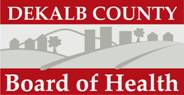 DEKALB COUNTY
Board of Health